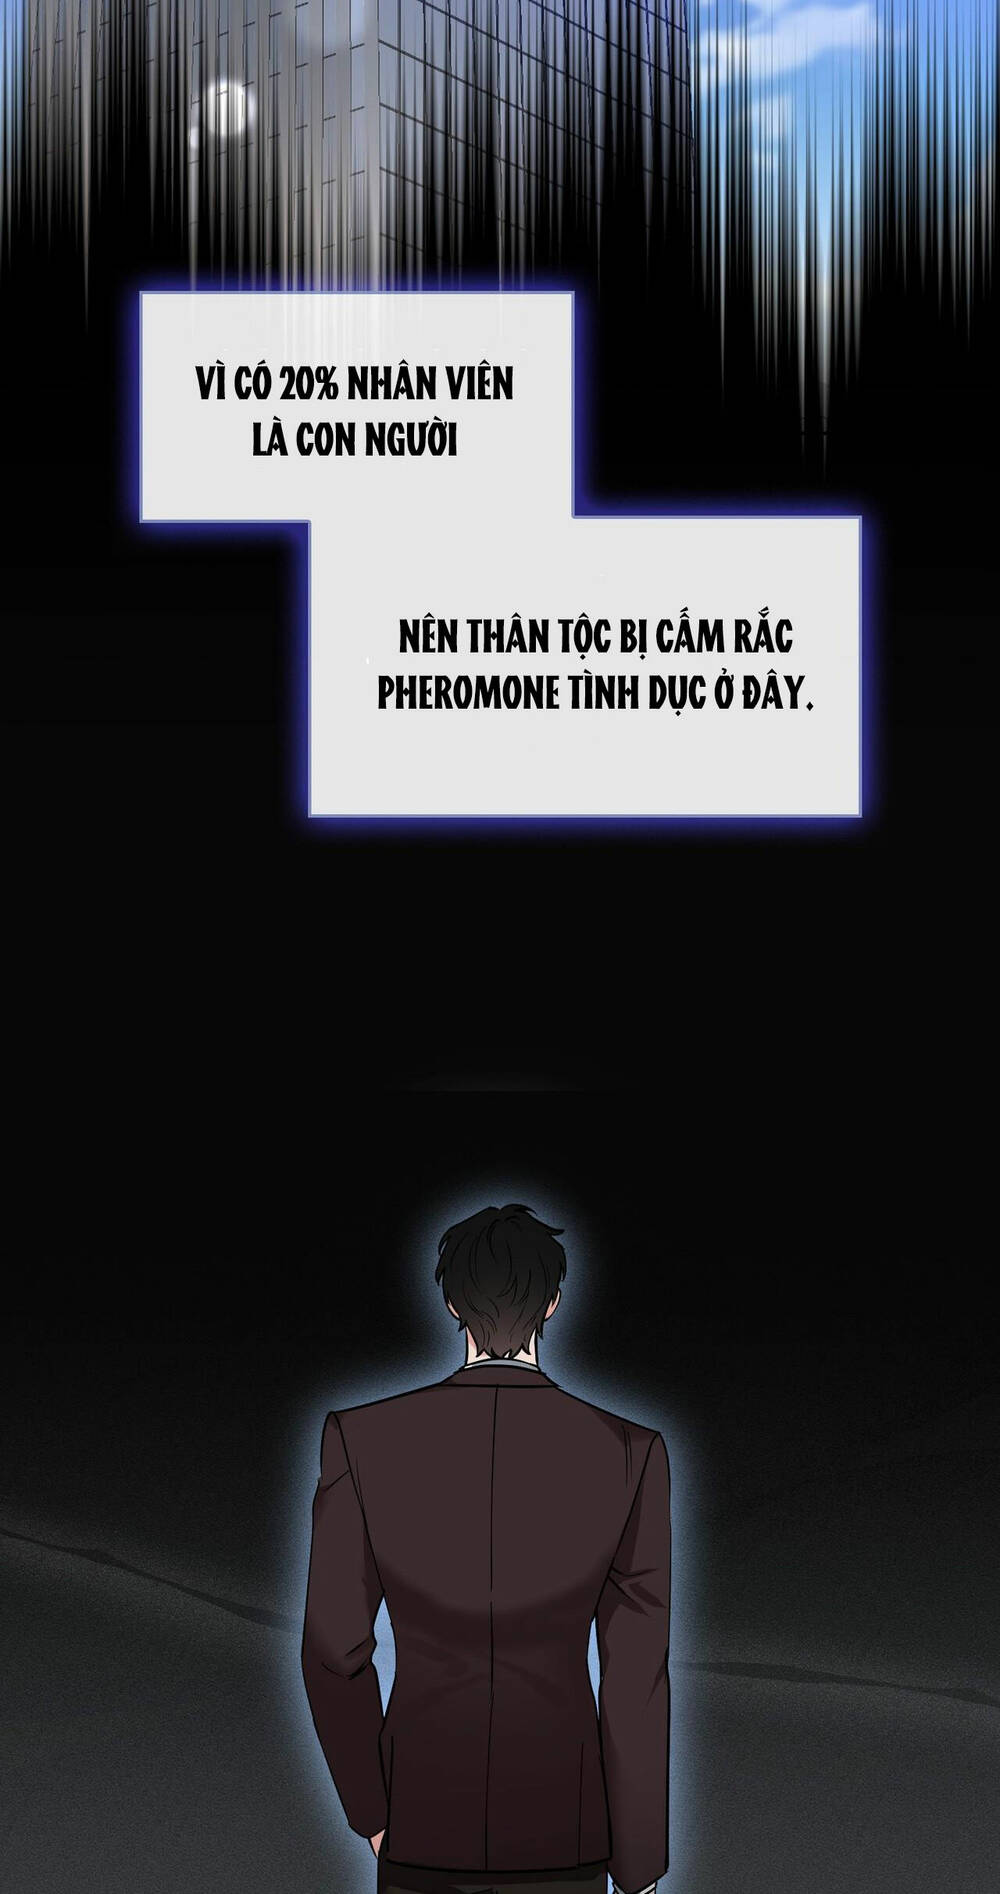 VÌ CÓ 20% NHÂN VIÊN
LÀ CON NGƯỜI
NÊN THÂN TỘC BỊ CẤM RẮC
PHEROMONE TÌNH DỤC Ở ĐÂY.